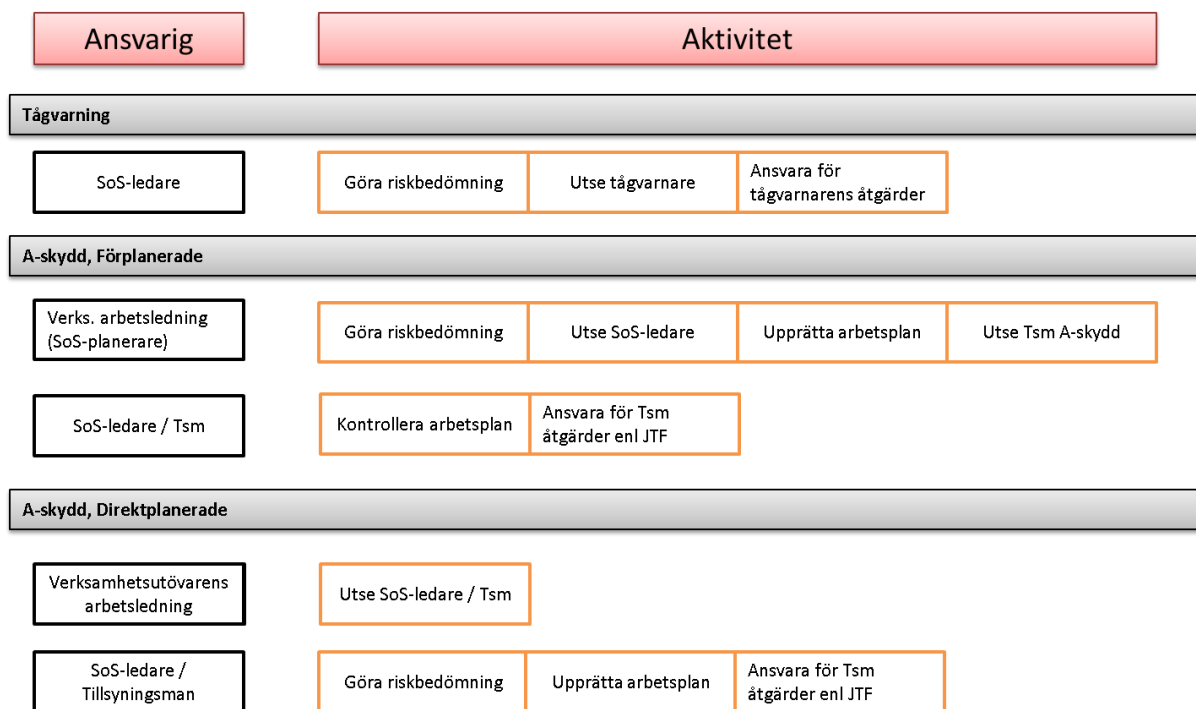 Ansvarig
Aktivitet
Tågvarning
SoS-ledare
Göra riskbedömning
Utse tågvarnare
Ansvara för
tågvarnarens åtgärder
A-skydd, Förplanerade
Verks. arbetsledning
(SoS-planerare)
Göra riskbedömning
Utse SoS-ledare
Upprätta arbetsplan
Utse Tsm A-skydd
SoS-ledare / Tsm
Kontrollera arbetsplan
Ansvara för Tsm
åtgärder enl JTF
A-skydd, Direktplanerade
Verksamhetsutövarens
arbetsledning
Utse SoS-ledare / Tsm
SoS-ledare /
Tillsyningsman
Göra riskbedömning
Upprätta arbetsplan
Ansvara för Tsm
åtgärder enl JTF